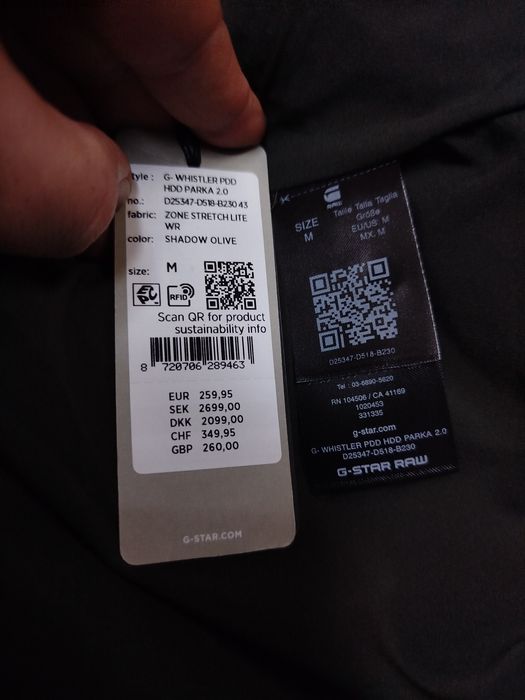 style : G- WHISTLER PDD
HDD PARKA 2.0
no.: D25347-D518-B230 43
fabric: ZONE STRETCH LITE
WR
color: SHADOW OLIVE
size: M
RFID
Scan QR for product
sustainability info
8 720706 289463
EUR 259,95
SEK 2699,00
DKK 2099,00
CHF 349,95
GBP 260,00
G-STAR.COM
RAW
SIZE
M
Taille Talla Taglia
Größe
EU/US: M
MX: M
D25347-D518-B230
Tel : 03-6890-5620
RN 104506 / CA 41169
1020453
331335
g-star.com
G- WHISTLER PDD HDD PARKA 2.0
D25347-D518-B230
G-STAR RAW